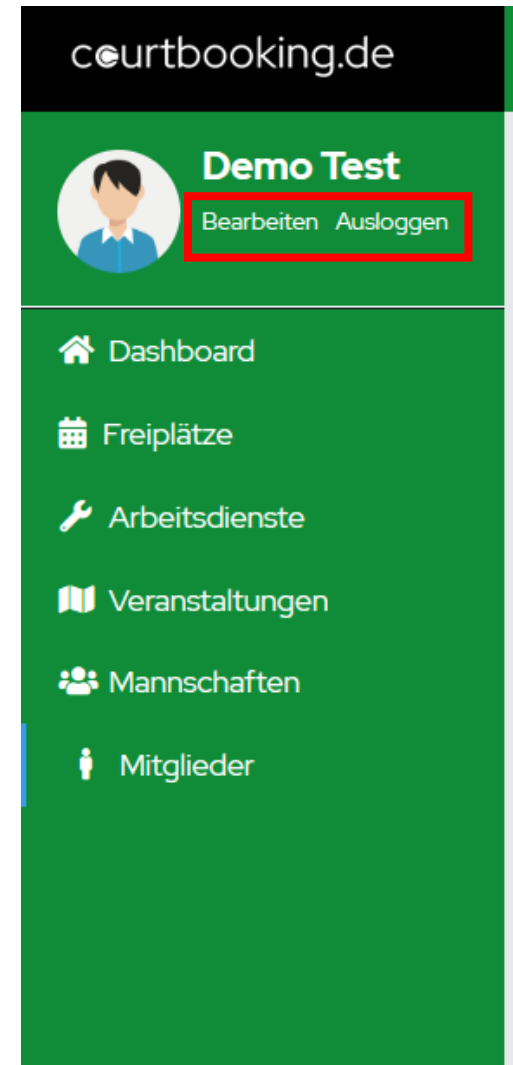 courtbooking.de
Demo Test
Bearbeiten Ausloggen
Dashboard
Freiplätze
Arbeitsdienste
Veranstaltungen
Mannschaften
Mitglieder